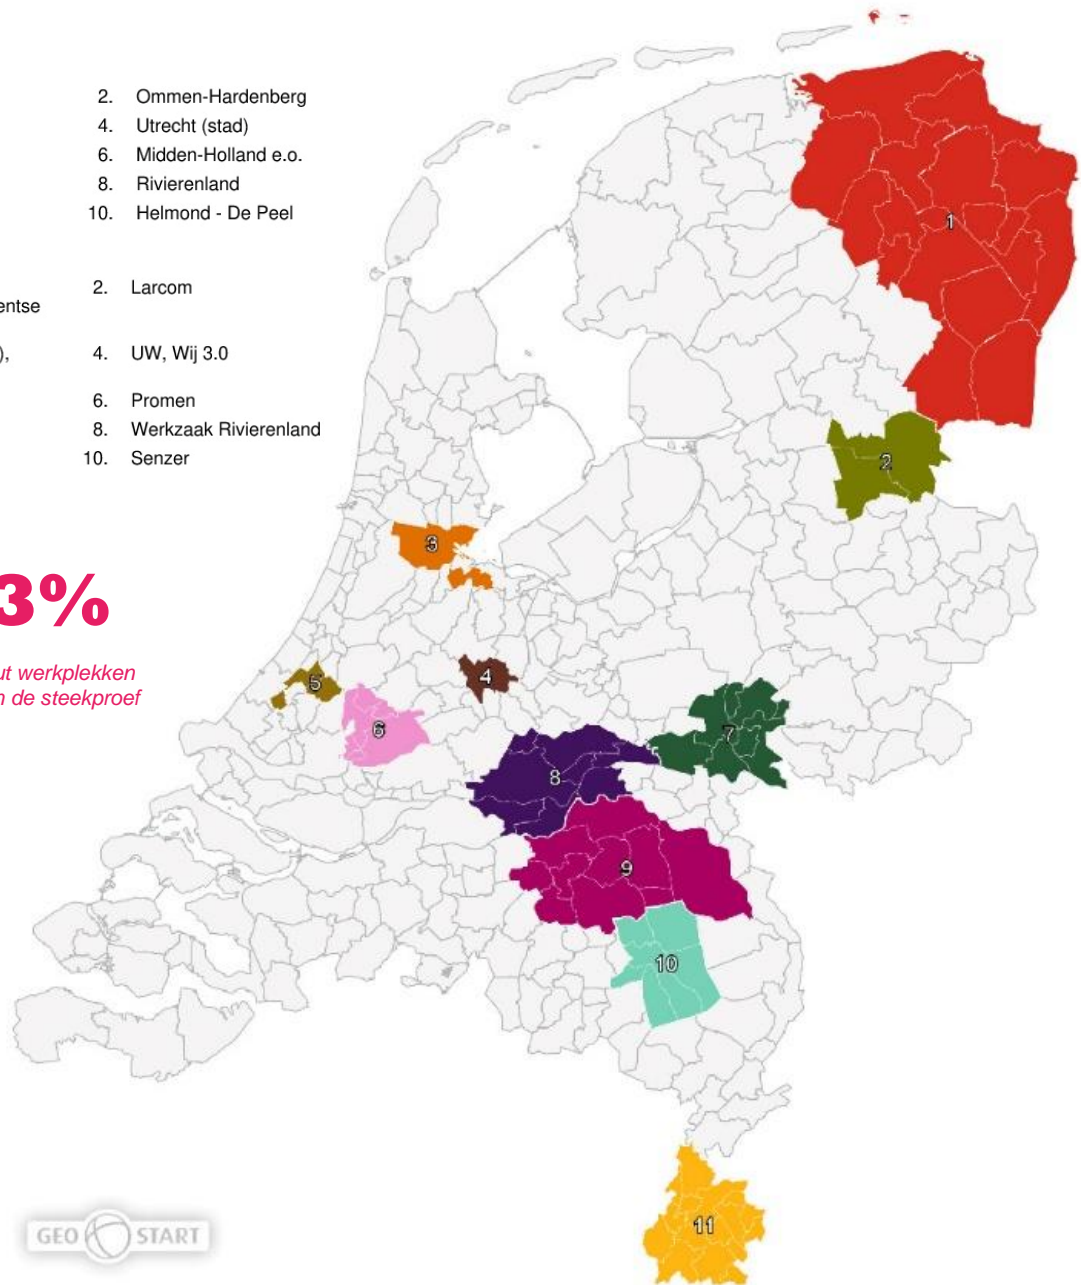 2. Ommen-Hardenberg
4. Utrecht (stad)
6. Midden-Holland e.o.
8. Rivierenland
10. Helmond - De Peel
2. Larcom
entse
),
4. UW, Wij 3.0
6. Promen
8. Werkzaak Rivierenland
10. Senzer
3%
ut werkplekken
n de steekproef
1
2
3
4
5
6
7
8
9
10
11
GEO START